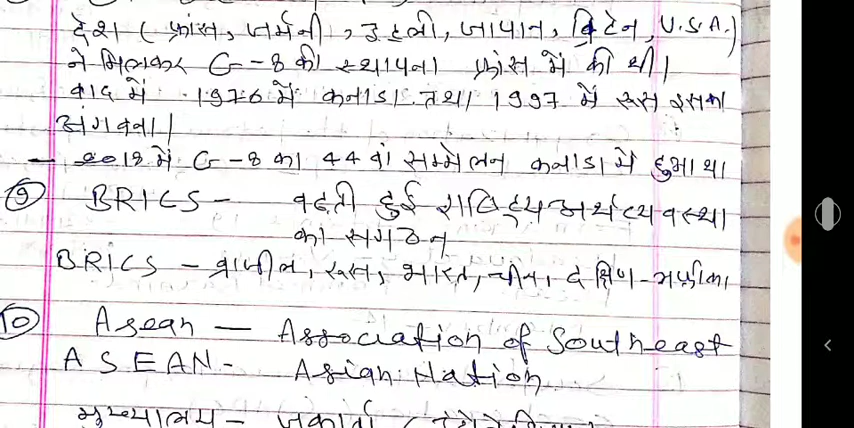 देश ( फ्रांस, जर्मनी, इटली, जापान, ब्रिटेन, U.S.A.)
ने मिलकर G-8 की स्थापना फ्रांस में की थी।
बाद में 1976 में कनाडा तथा 1997 में रूस इसका
अंग बना।
— 2018 में G-8 का 44 वां सम्मेलन कनाडा में हुआ था
⑨ BRICS - बढ़ती हुई राष्ट्रीय अर्थव्यवस्था
का संगठन
BRICS - ब्राजील, रूस, भारत, चीन, दक्षिण-अफ्रीका
⑩ Asean — Association of Southeast
ASEAN - Asian Nation
मुख्यालय - जकार्ता (